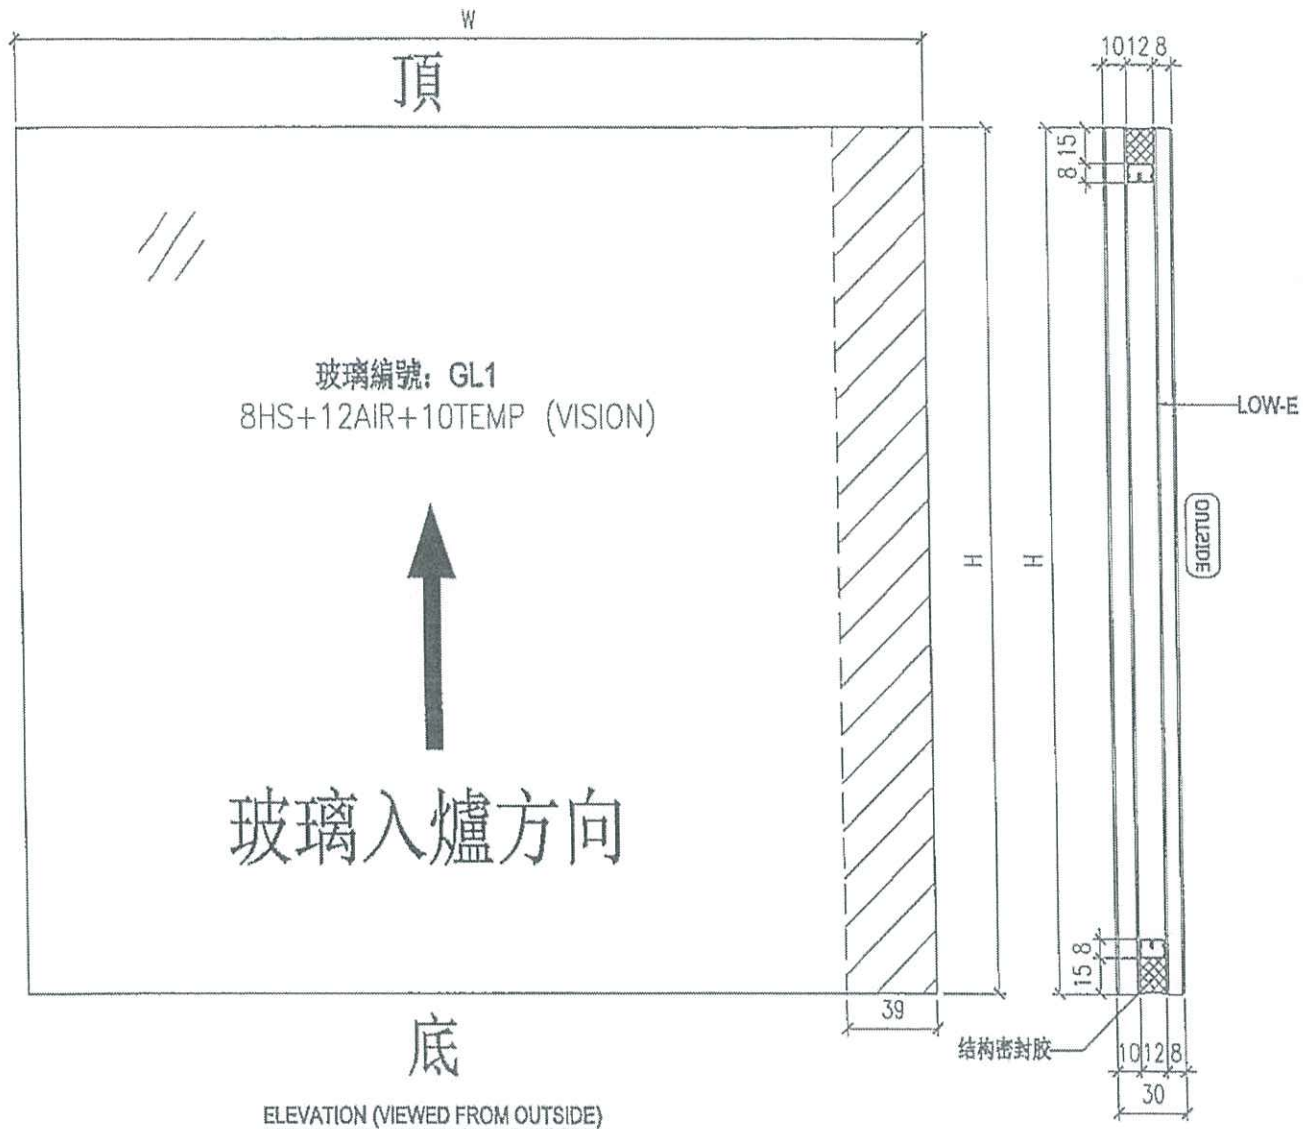 W
頂
10 12 8
15
8
玻璃編號: GL1
8HS+12AIR+10TEMP (VISION)
LOW-E
OUTSIDE
H
H
玻璃入爐方向
8
15
39
底
结构密封胶
10 12 8
30
ELEVATION (VIEWED FROM OUTSIDE)